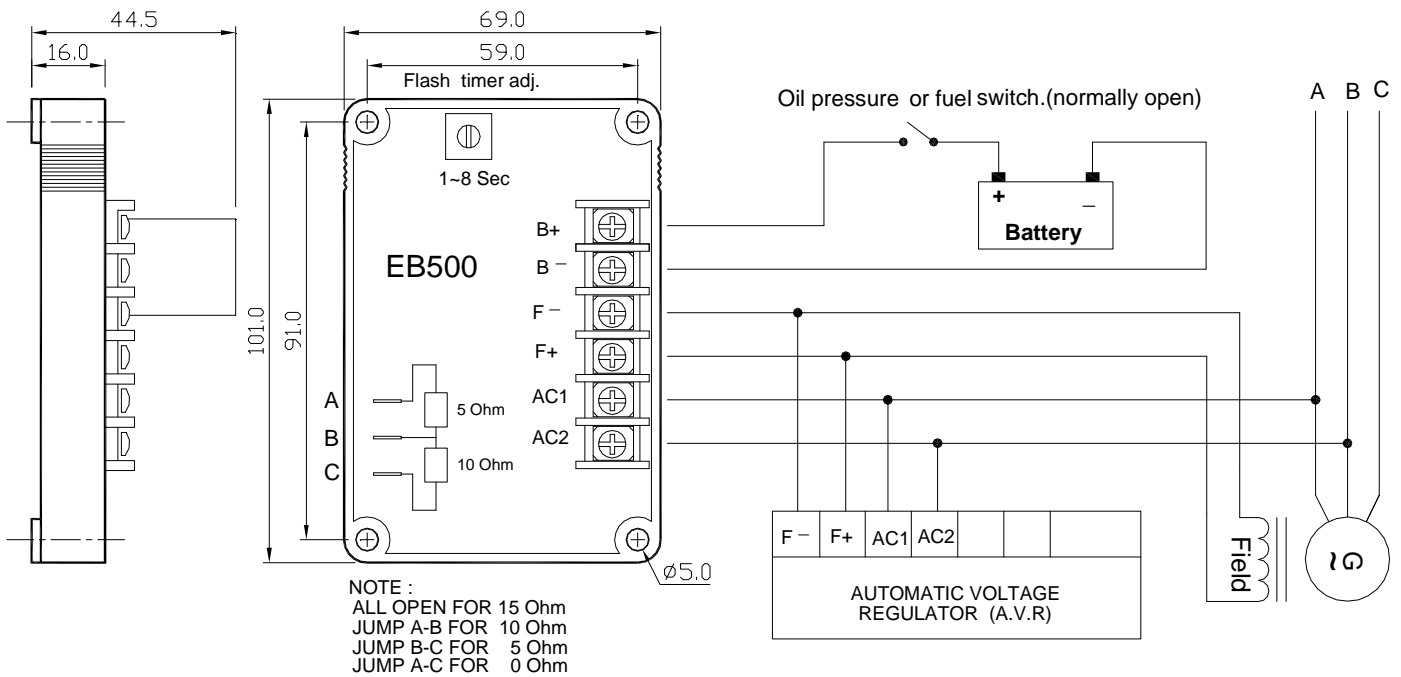 44.5
16.0
69.0
59.0
Flash timer adj.
1~8 Sec
101.0
91.0
EB500
B+
B −
F −
F+
AC1
AC2
A
B
C
5 Ohm
10 Ohm
ø5.0
NOTE :
ALL OPEN FOR 15 Ohm
JUMP A-B FOR 10 Ohm
JUMP B-C FOR 5 Ohm
JUMP A-C FOR 0 Ohm
Oil pressure or fuel switch.(normally open)
+ −
Battery
A B C
F − F+ AC1 AC2
AUTOMATIC VOLTAGE
REGULATOR (A.V.R)
Field
G
~